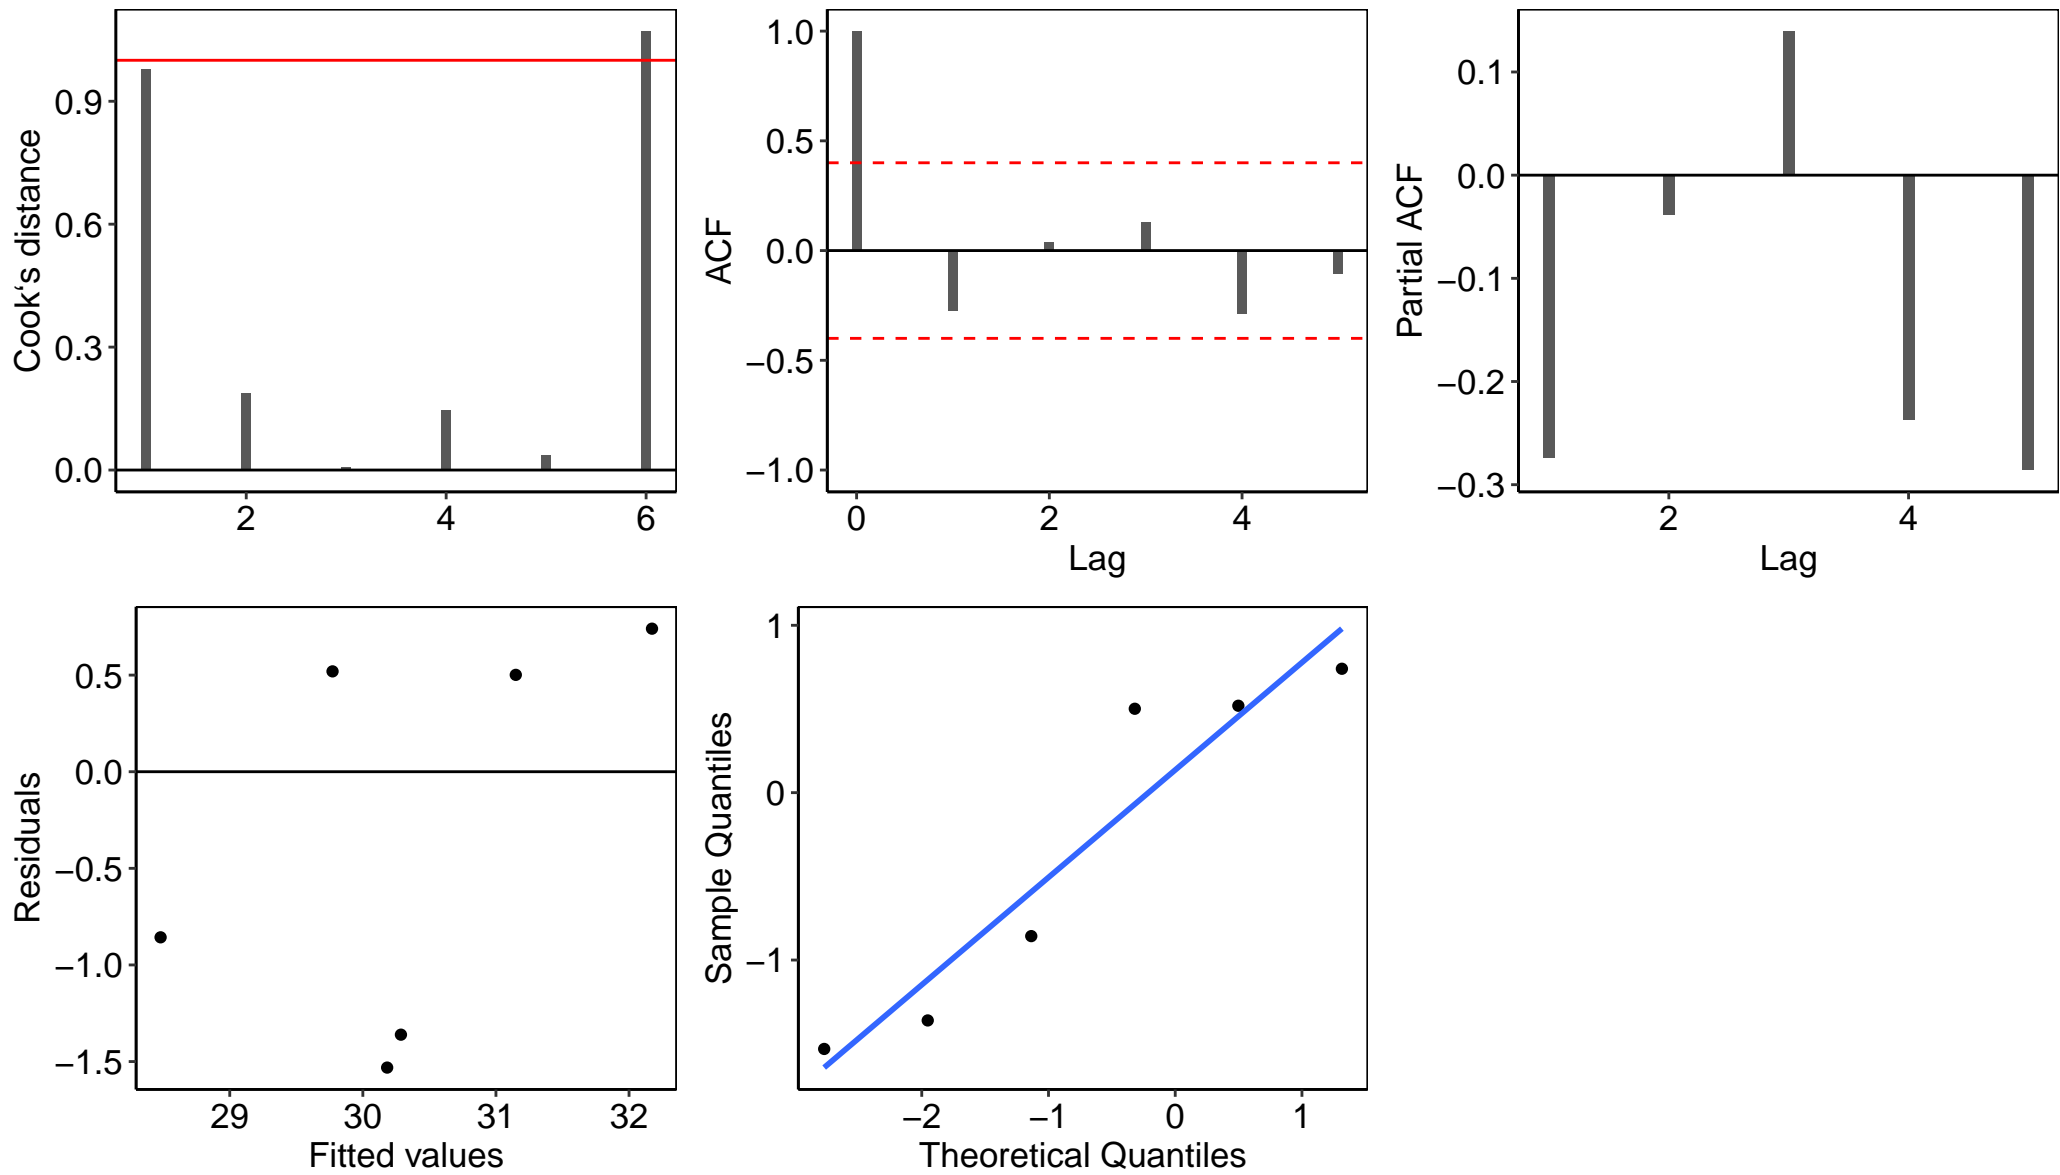 Cook‘s distance
0.9
0.6
0.3
0.0
2 4 6
ACF
1.0
0.5
0.0
−0.5
−1.0
0 2 4
Lag
Partial ACF
0.1
0.0
−0.1
−0.2
−0.3
2 4
Lag
Residuals
0.5
0.0
−0.5
−1.0
−1.5
29 30 31 32
Fitted values
Sample Quantiles
1
0
−1
−2 −1 0 1
Theoretical Quantiles